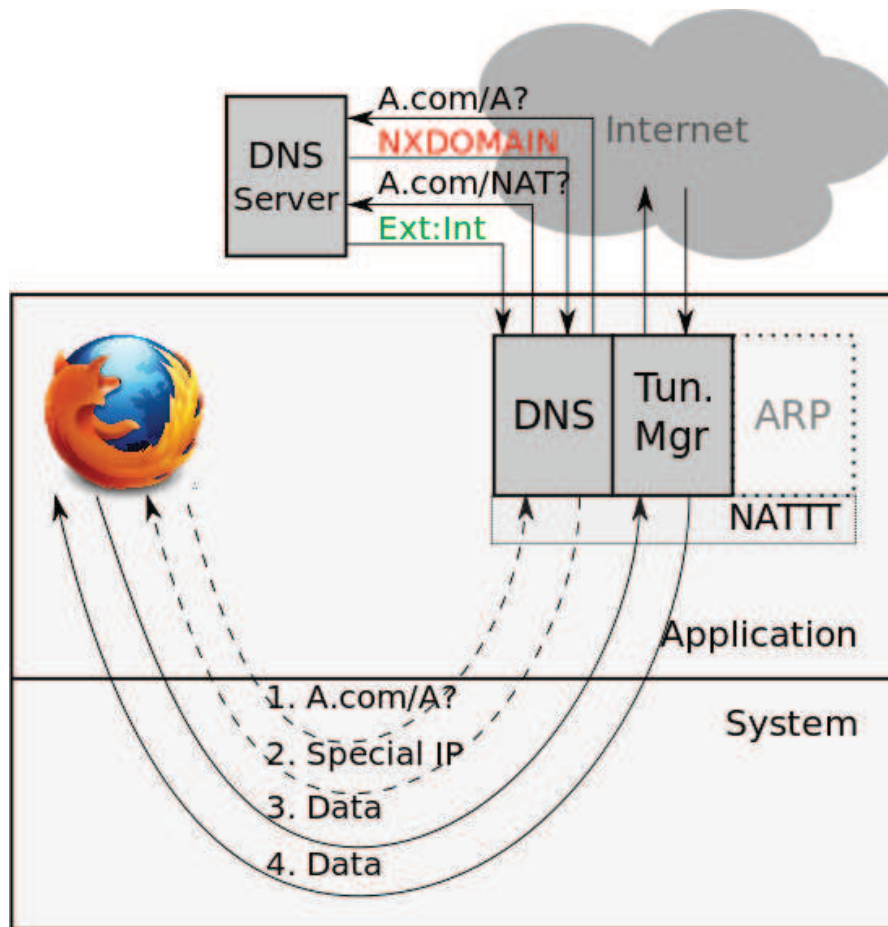 A.com/A?
Internet
NXDOMAIN
DNS
Server
A.com/NAT?
Ext:Int
DNS
Tun.
Mgr
ARP
NATTT
Application
1. A.com/A?
System
2. Special IP
3. Data
4. Data